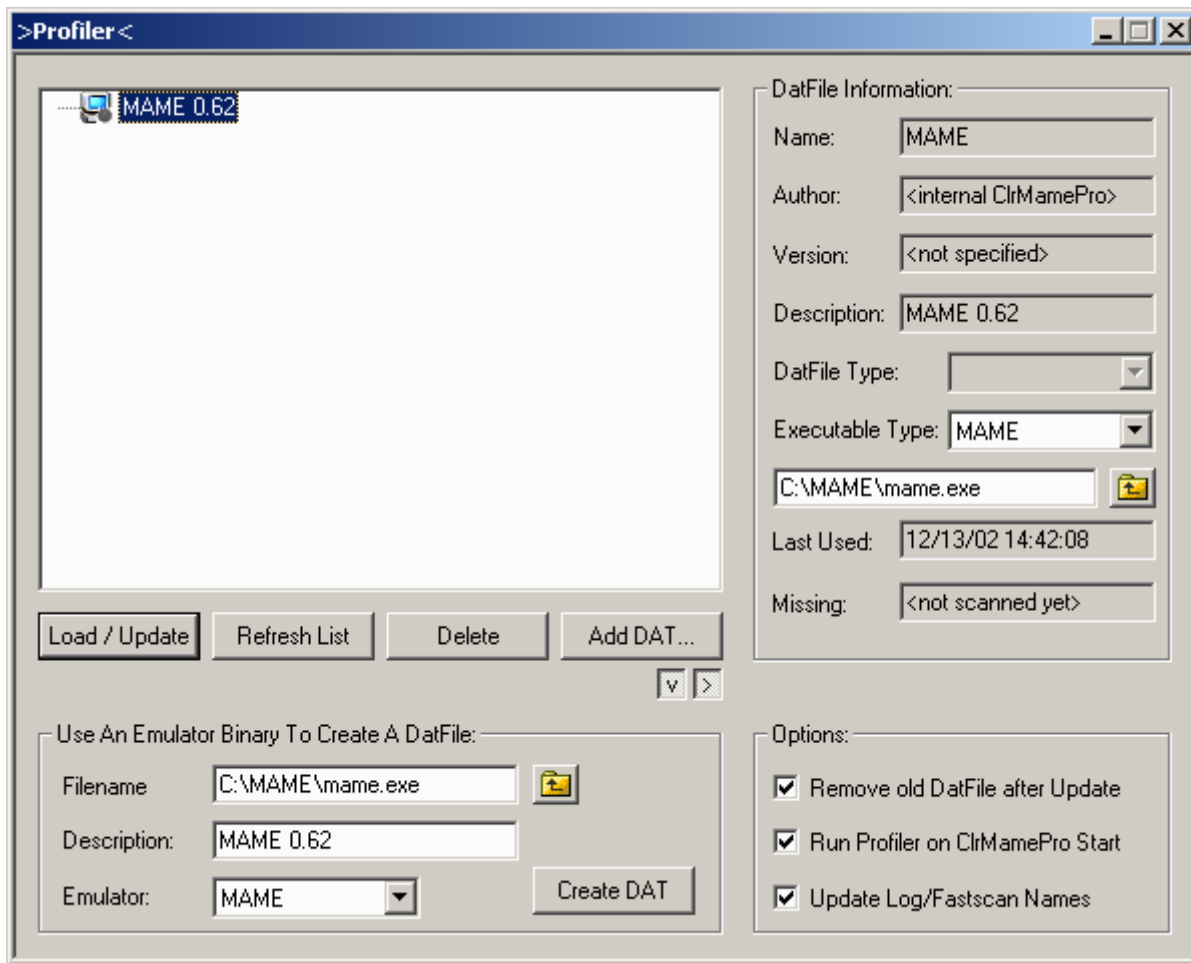 >Profiler<
MAME 0.62
Load / Update
Refresh List
Delete
Add DAT...
v
>
DatFile Information:
Name: MAME
Author: <internal ClrMamePro>
Version: <not specified>
Description: MAME 0.62
DatFile Type:
Executable Type: MAME
C:\MAME\mame.exe
Last Used: 12/13/02 14:42:08
Missing: <not scanned yet>
Use An Emulator Binary To Create A DatFile:
Filename C:\MAME\mame.exe
Description: MAME 0.62
Emulator: MAME
Create DAT
Options:
Remove old DatFile after Update
Run Profiler on ClrMamePro Start
Update Log/Fastscan Names